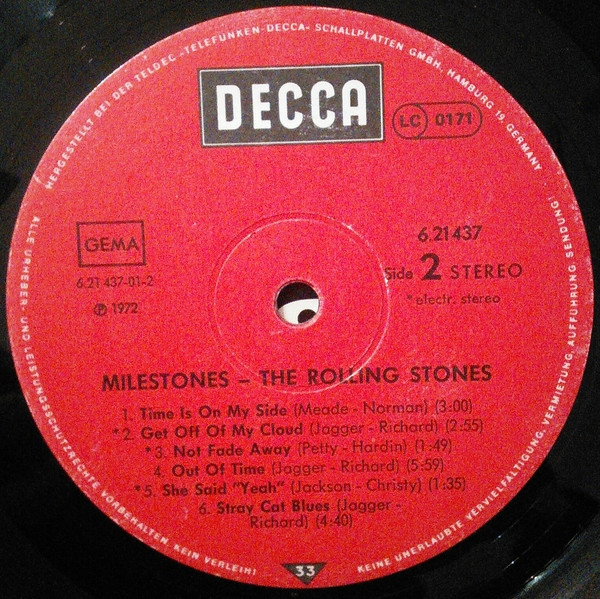 HERGESTELLT BEI DER TELDEC »TELEFUNKEN-DECCA« SCHALLPLATTEN GMBH, HAMBURG 19, GERMANY
DECCA
LC 0171
GEMA
6.21437
6.21 437-01-2
Side 2 STEREO
℗ 1972
*electr. stereo
MILESTONES – THE ROLLING STONES
1. Time Is On My Side (Meade - Norman) (3:00)
*2. Get Off Of My Cloud (Jagger - Richard) (2:55)
*3. Not Fade Away (Petty - Hardin) (1:49)
4. Out Of Time (Jagger - Richard) (5:59)
*5. She Said "Yeah" (Jackson - Christy) (1:35)
6. Stray Cat Blues (Jagger -
Richard) (4:40)
33
ALLE URHEBER- UND LEISTUNGSSCHUTZRECHTE VORBEHALTEN. KEIN VERLEIH!
KEINE UNERLAUBTE VERVIELFÄLTIGUNG, VERMIETUNG, AUFFÜHRUNG, SENDUNG!